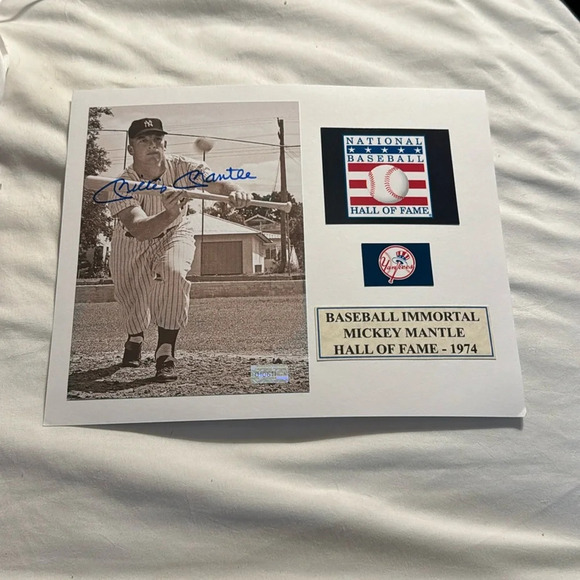 NY
Mickey Mantle
NATIONAL
BASEBALL
HALL OF FAME
Yankees
BASEBALL IMMORTAL
MICKEY MANTLE
HALL OF FAME - 1974